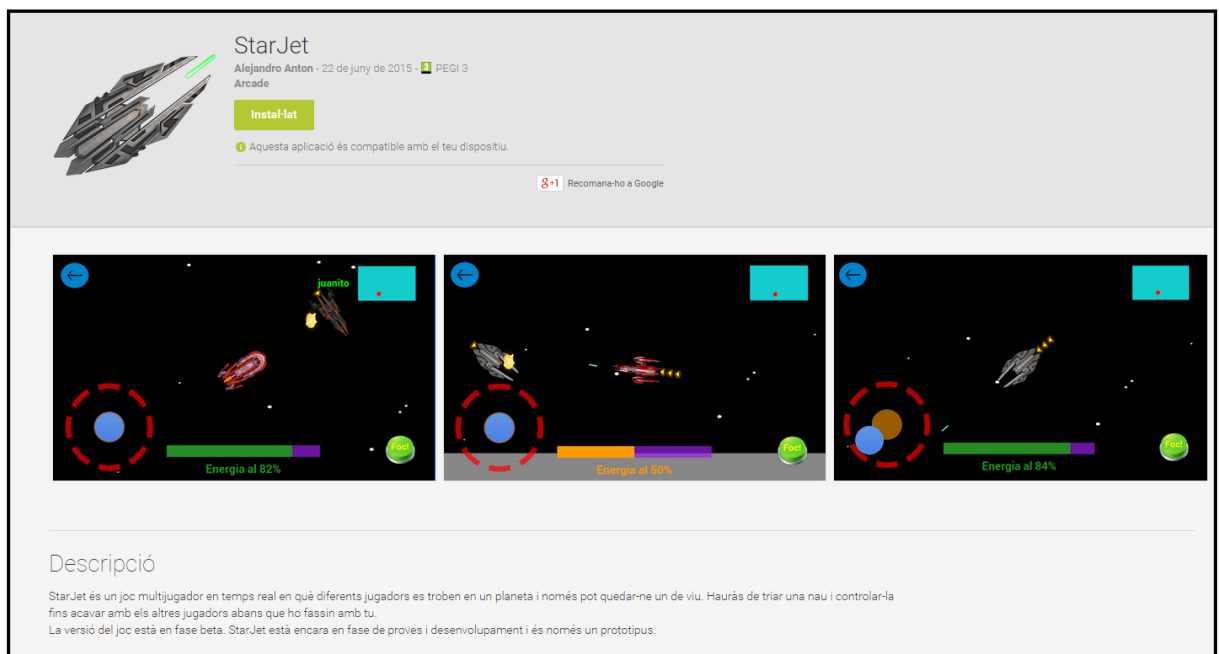 StarJet
Alejandro Anton - 22 de juny de 2015 - 3 PEGI 3
Arcade
Instal·lat
Aquesta aplicació és compatible amb el teu dispositiu.
g+1 Recomana-ho a Google
juanito
Foc!
Energia al 82%
Foc!
Energia al 50%
Foc!
Energia al 84%
Descripció
StarJet és un joc multijugador en temps real en què diferents jugadors es troben en un planeta i només pot quedar-ne un de viu. Hauràs de triar una nau i controlar-la
fins acavar amb els altres jugadors abans que ho fassin amb tu.
La versió del joc està en fase beta. StarJet està encara en fase de proves i desenvolupament i és només un prototipus.